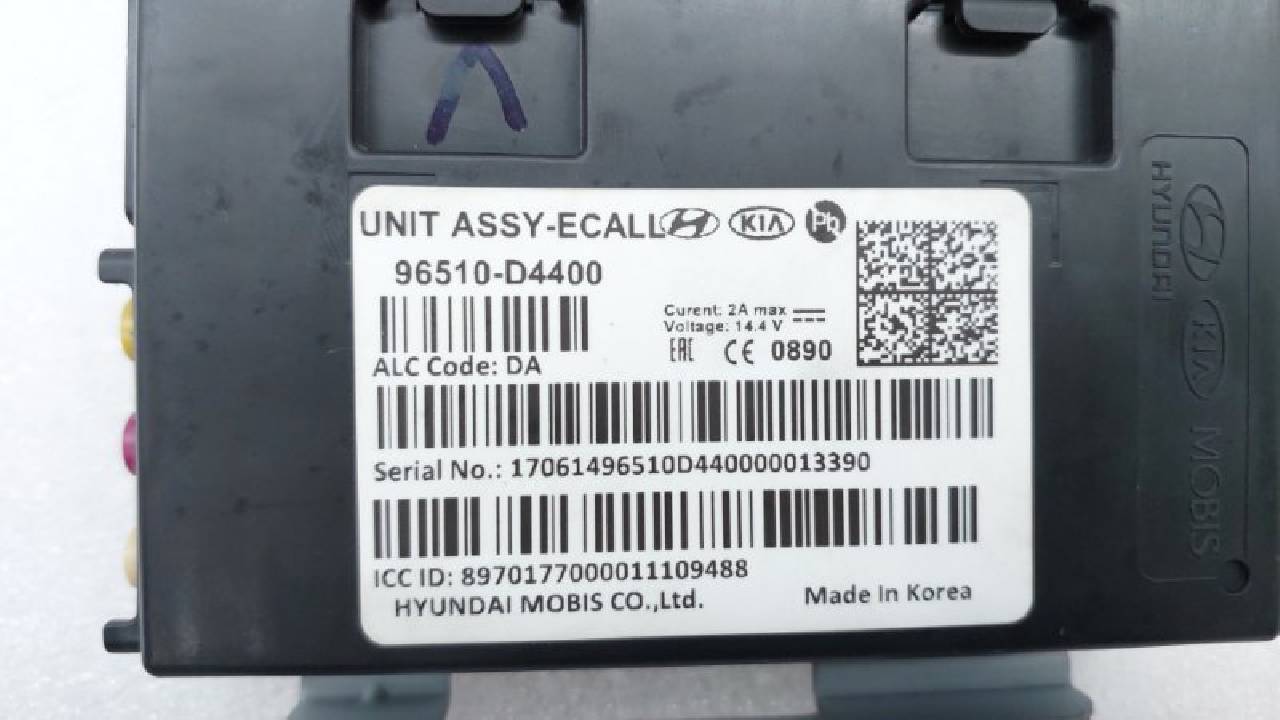 UNIT ASSY-ECALL
KIA
Pb
96510-D4400
Curent: 2A max
Voltage: 14.4 V
EAC CE 0890
ALC Code: DA
Serial No.: 17061496510D440000013390
ICC ID: 8970177000011109488
HYUNDAI MOBIS CO.,Ltd.
Made In Korea
HYUNDAI
KIA
MOBIS